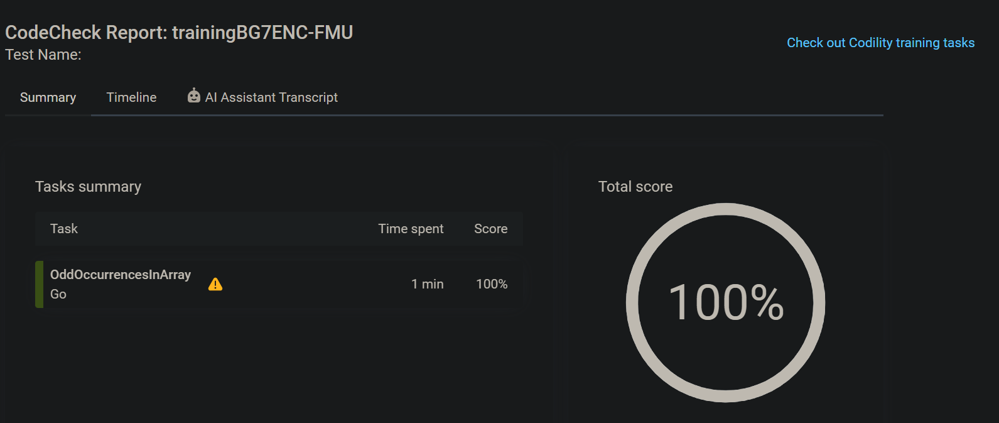 CodeCheck Report: trainingBG7ENC-FMU
Test Name:
Check out Codility training tasks
Summary
Timeline
AI Assistant Transcript
Tasks summary
Task Time spent Score
OddOccurrencesInArray
Go
1 min 100%
Total score
100%